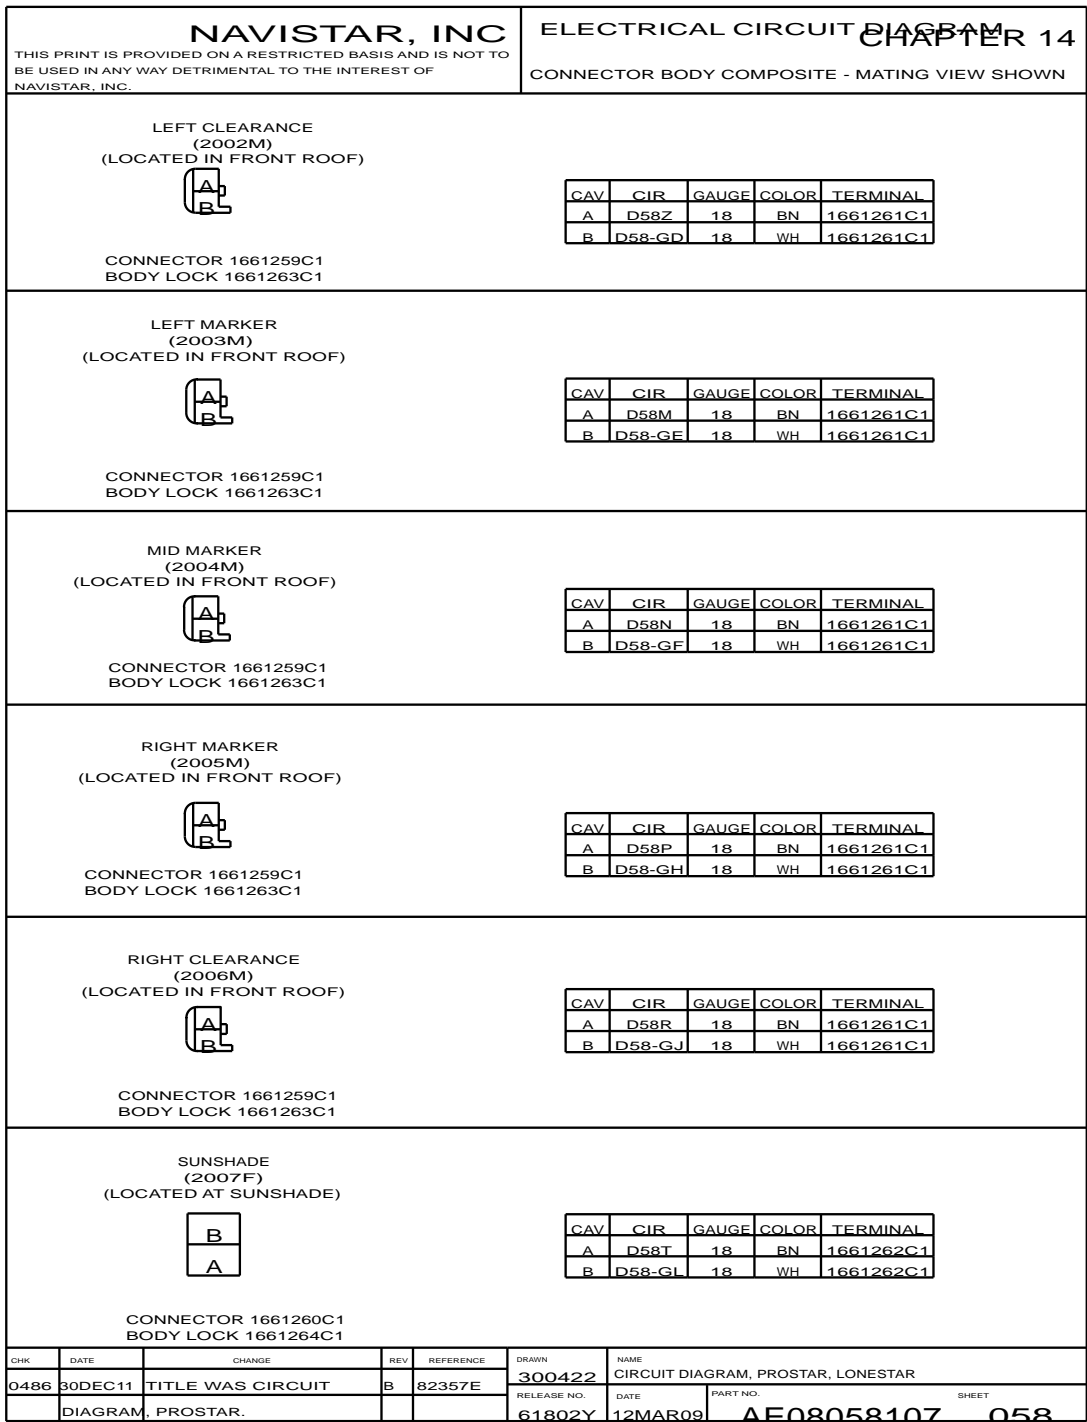 NAVISTAR, INC
THIS PRINT IS PROVIDED ON A RESTRICTED BASIS AND IS NOT TO
BE USED IN ANY WAY DETRIMENTAL TO THE INTEREST OF
NAVISTAR, INC.
ELECTRICAL CIRCUIT DIAGRAM
CHAPTER 14
CONNECTOR BODY COMPOSITE - MATING VIEW SHOWN
LEFT CLEARANCE
(2002M)
(LOCATED IN FRONT ROOF)
A
B
CONNECTOR 1661259C1
BODY LOCK 1661263C1
CAV CIR GAUGE COLOR TERMINAL
A D58Z 18 BN 1661261C1
B D58-GD 18 WH 1661261C1
LEFT MARKER
(2003M)
(LOCATED IN FRONT ROOF)
A
B
CONNECTOR 1661259C1
BODY LOCK 1661263C1
CAV CIR GAUGE COLOR TERMINAL
A D58M 18 BN 1661261C1
B D58-GE 18 WH 1661261C1
MID MARKER
(2004M)
(LOCATED IN FRONT ROOF)
A
B
CONNECTOR 1661259C1
BODY LOCK 1661263C1
CAV CIR GAUGE COLOR TERMINAL
A D58N 18 BN 1661261C1
B D58-GF 18 WH 1661261C1
RIGHT MARKER
(2005M)
(LOCATED IN FRONT ROOF)
A
B
CONNECTOR 1661259C1
BODY LOCK 1661263C1
CAV CIR GAUGE COLOR TERMINAL
A D58P 18 BN 1661261C1
B D58-GH 18 WH 1661261C1
RIGHT CLEARANCE
(2006M)
(LOCATED IN FRONT ROOF)
A
B
CONNECTOR 1661259C1
BODY LOCK 1661263C1
CAV CIR GAUGE COLOR TERMINAL
A D58R 18 BN 1661261C1
B D58-GJ 18 WH 1661261C1
SUNSHADE
(2007F)
(LOCATED AT SUNSHADE)
B
A
CONNECTOR 1661260C1
BODY LOCK 1661264C1
CAV CIR GAUGE COLOR TERMINAL
A D58T 18 BN 1661262C1
B D58-GL 18 WH 1661262C1
CHK DATE CHANGE REV REFERENCE
0486 30DEC11 TITLE WAS CIRCUIT B 82357E
DIAGRAM, PROSTAR.
DRAWN
300422
NAME
CIRCUIT DIAGRAM, PROSTAR, LONESTAR
RELEASE NO.
61802Y
DATE
12MAR09
PART NO.
AE08058107
SHEET
058